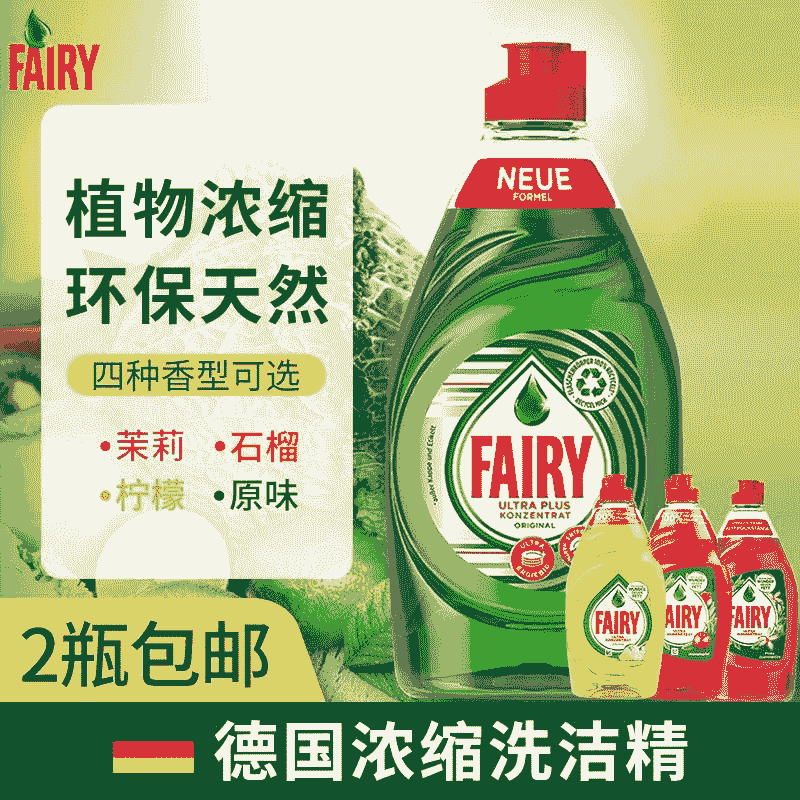 FAIRY
植物浓缩
环保天然
四种香型可选
•茉莉 •石榴
•柠檬 •原味
NEUE
FORMEL
FAIRY
ULTRA PLUS
KONZENTRAT
ORIGINAL
ULTRA
ERGIEBIG
FAIRY
FAIRY
FAIRY
2瓶包邮
德国浓缩洗洁精